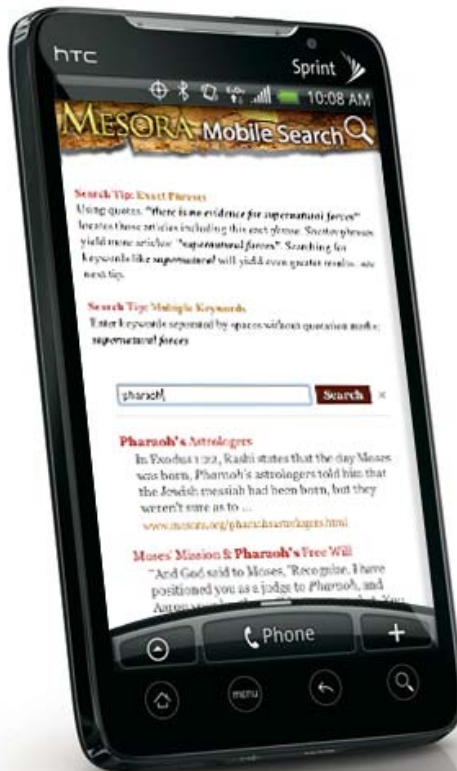 hTC
Sprint
10:08 AM
MESORA Mobile Search
Search Tip: Exact Phrases
Using quotes, "there is no evidence for supernatural forces"
locates those articles including this exact phrase. Shorter phrases
yield more articles: "supernatural forces". Searching for
keywords like supernatural will yield even greater results: see
next tip.
Search Tip: Multiple Keywords
Enter keywords separated by spaces without quotation marks:
supernatural forces
pharaoh
Search ×
Pharaoh's Astrologers
In Exodus 1:22, Rashi states that the day Moses
was born, Pharaoh's astrologers told him that
the Jewish messiah had been born, but they
weren't sure as to ...
www.mesora.org/pharaohsastrologers.html
Moses' Mission & Pharaoh's Free Will
"And God said to Moses, "Recognize, I have
positioned you as a judge to Pharaoh, and
Aaron
You
Phone
+
menu